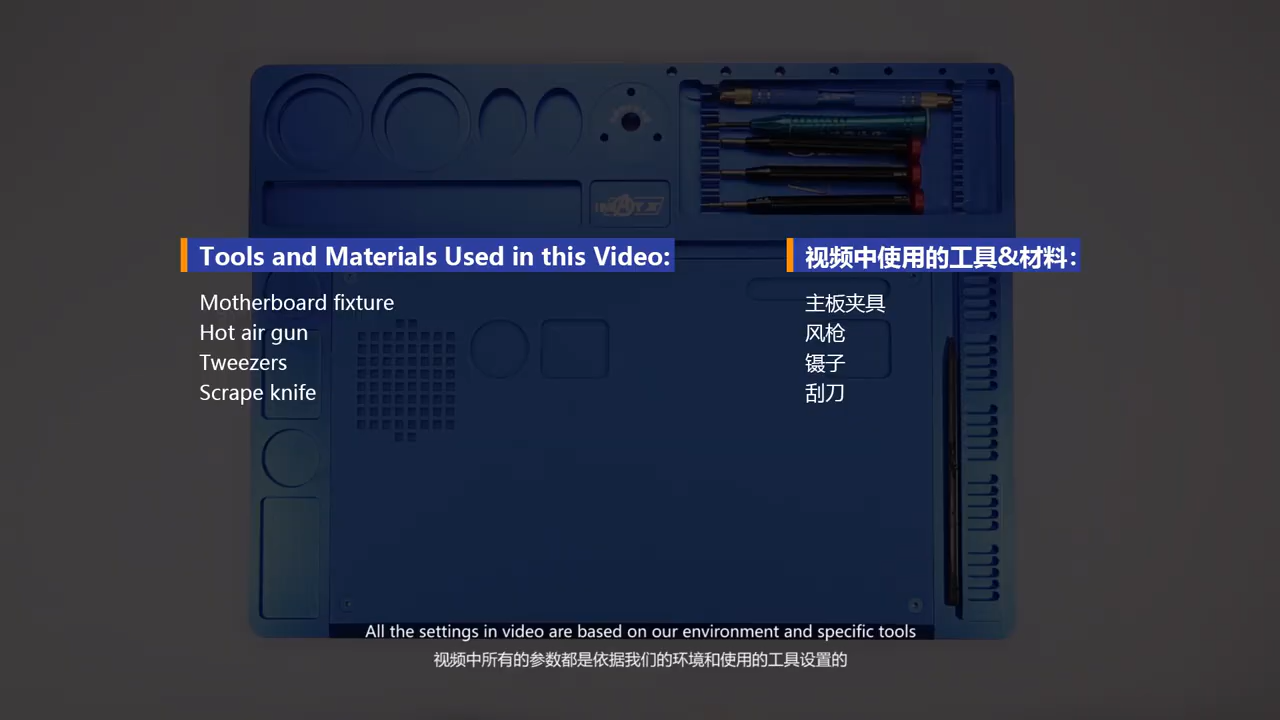 Tools and Materials Used in this Video:
Motherboard fixture
Hot air gun
Tweezers
Scrape knife
视频中使用的工具&材料：
主板夹具
风枪
镊子
刮刀
All the settings in video are based on our environment and specific tools
视频中所有的参数都是依据我们的环境和使用的工具设置的